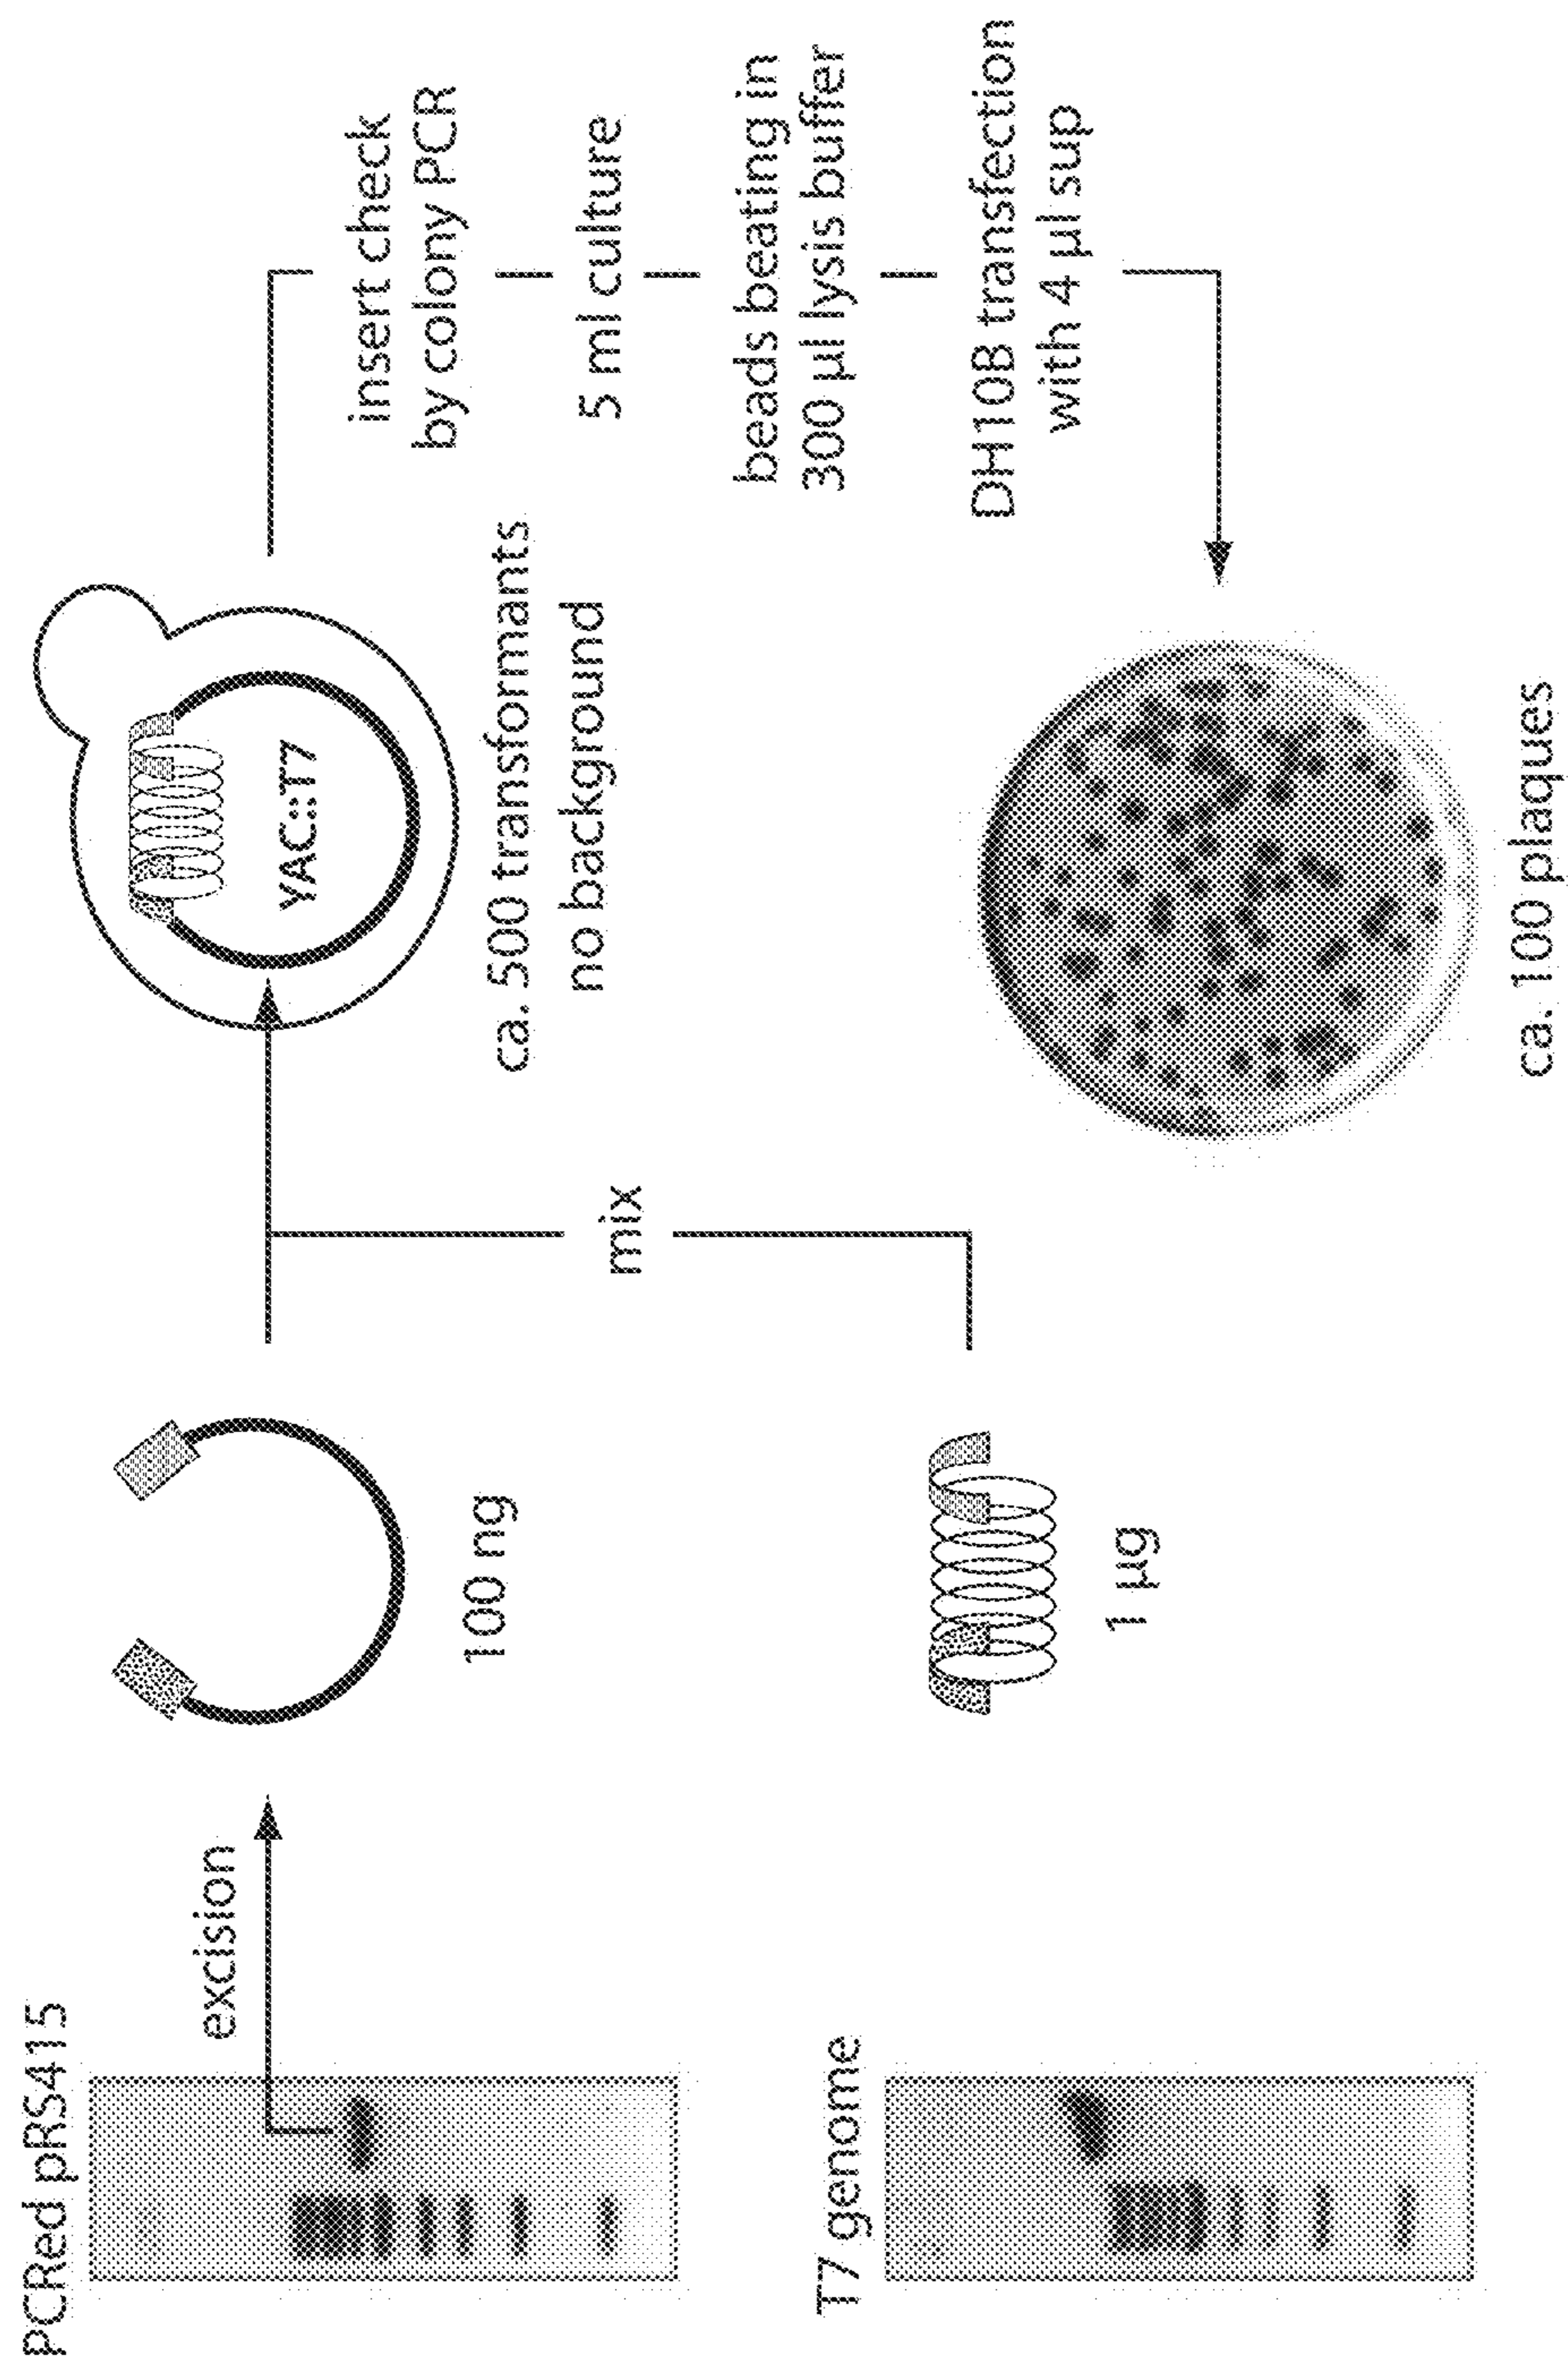 PCRed pRS415
excision
100 ng
T7 genome
1 µg
mix
YAC::T7
ca. 500 transformants
no background
insert check
by colony PCR
5 ml culture
beads beating in
300 µl lysis buffer
DH10B transfection
with 4 µl sup
ca. 100 plaques